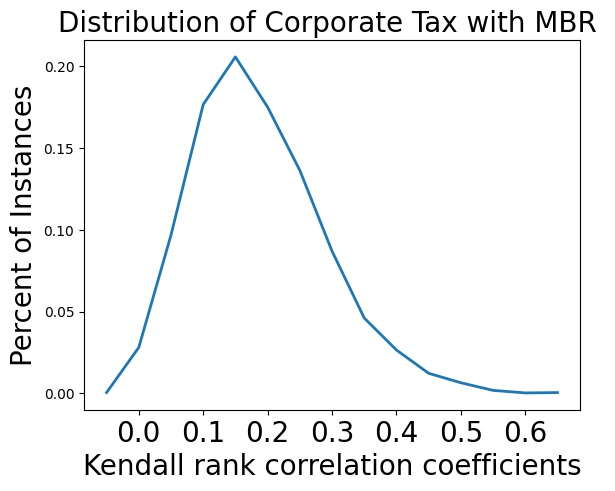 Distribution of Corporate Tax with MBR
Percent of Instances
0.20
0.15
0.10
0.05
0.00
0.0 0.1 0.2 0.3 0.4 0.5 0.6
Kendall rank correlation coefficients